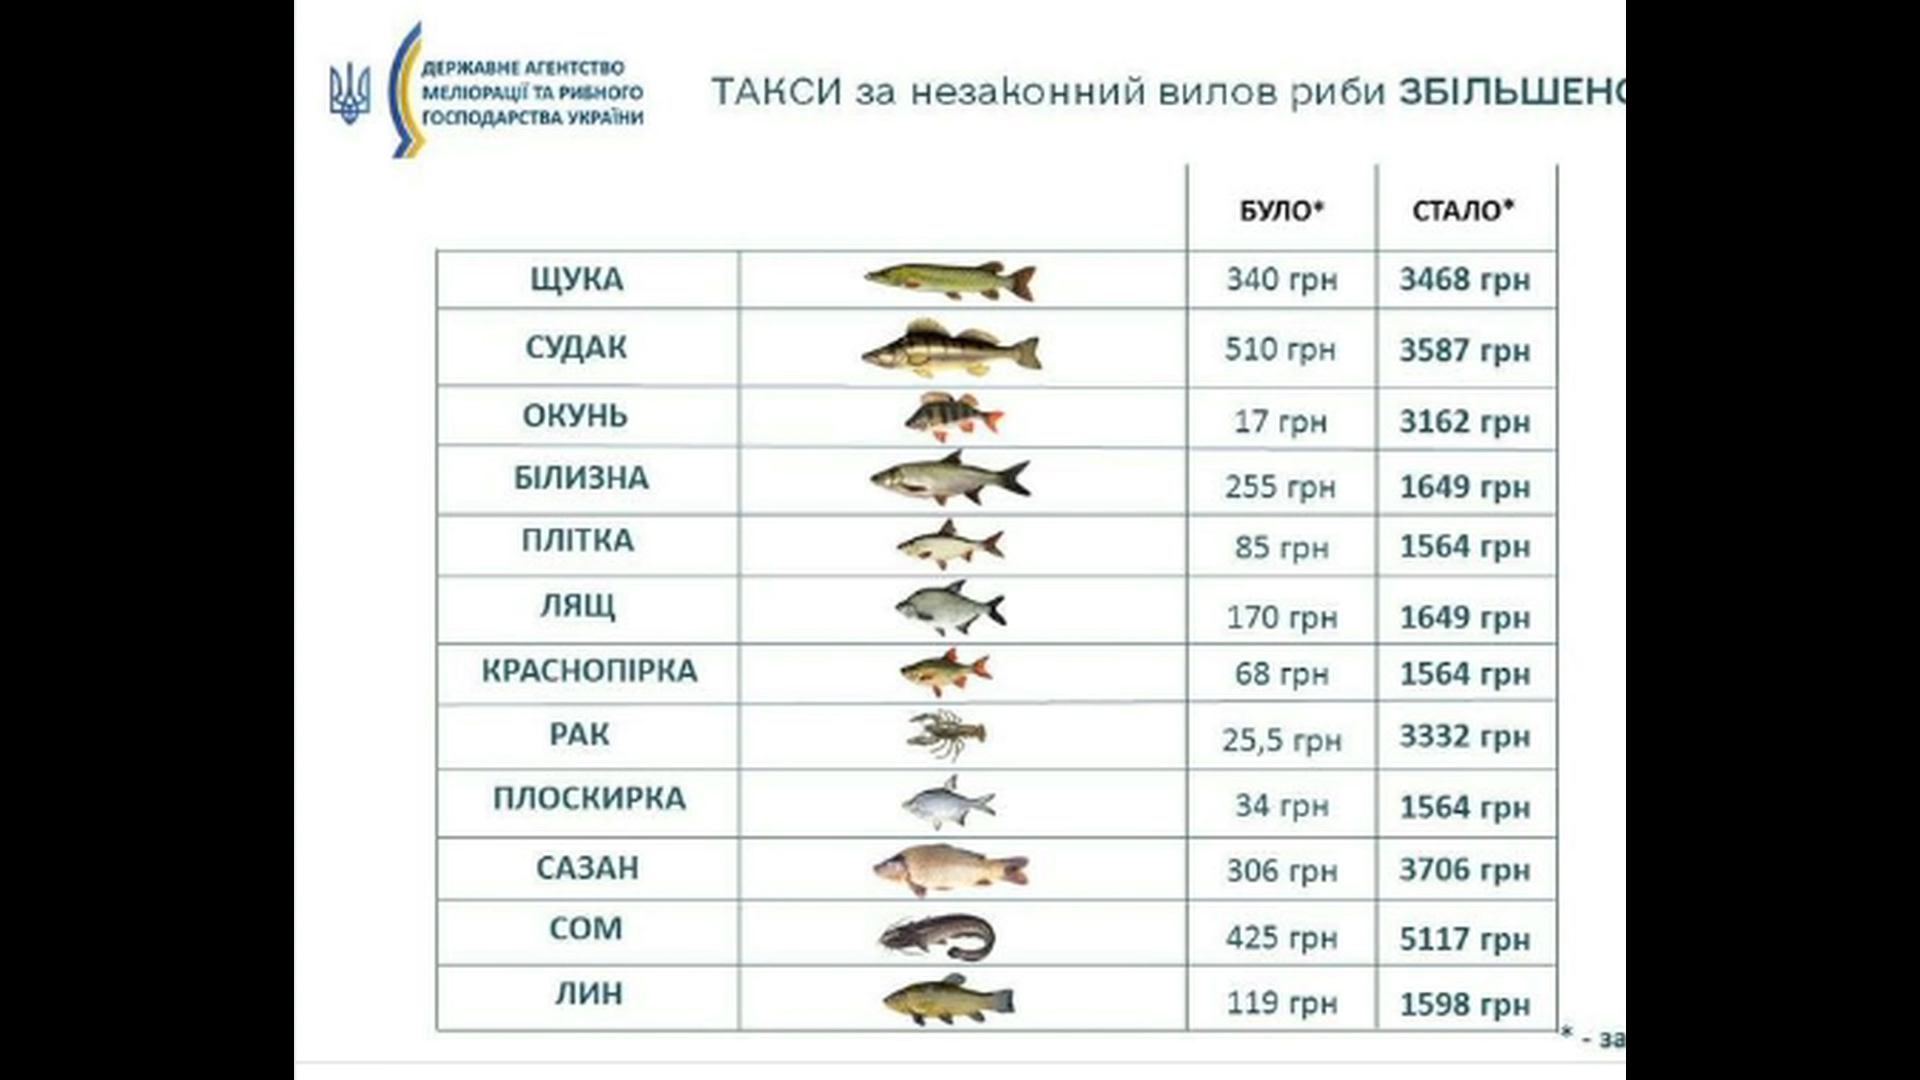 ДЕРЖАВНЕ АГЕНТСТВО
МЕЛІОРАЦІЇ ТА РИБНОГО
ГОСПОДАРСТВА УКРАЇНИ
ТАКСИ за незаконний вилов риби ЗБІЛЬШЕНО
БУЛО* СТАЛО*
ЩУКА 340 грн 3468 грн
СУДАК 510 грн 3587 грн
ОКУНЬ 17 грн 3162 грн
БІЛИЗНА 255 грн 1649 грн
ПЛІТКА 85 грн 1564 грн
ЛЯЩ 170 грн 1649 грн
КРАСНОПІРКА 68 грн 1564 грн
РАК 25,5 грн 3332 грн
ПЛОСКИРКА 34 грн 1564 грн
САЗАН 306 грн 3706 грн
СОМ 425 грн 5117 грн
ЛИН 119 грн 1598 грн
* - за